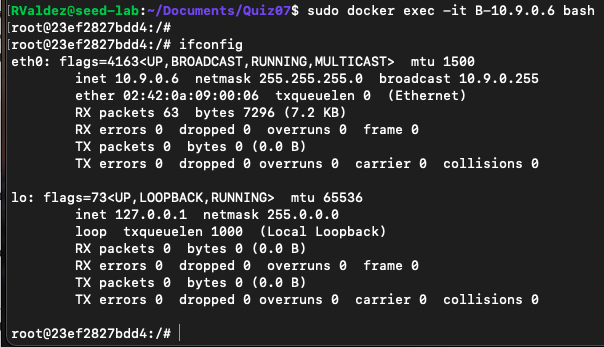 [RValdez@seed-lab:~/Documents/Quiz07$ sudo docker exec -it B-10.9.0.6 bash
[root@23ef2827bdd4:/#
[root@23ef2827bdd4:/# ifconfig
eth0: flags=4163<UP,BROADCAST,RUNNING,MULTICAST>  mtu 1500
        inet 10.9.0.6  netmask 255.255.255.0  broadcast 10.9.0.255
        ether 02:42:0a:09:00:06  txqueuelen 0  (Ethernet)
        RX packets 63  bytes 7296 (7.2 KB)
        RX errors 0  dropped 0  overruns 0  frame 0
        TX packets 0  bytes 0 (0.0 B)
        TX errors 0  dropped 0 overruns 0  carrier 0  collisions 0
lo: flags=73<UP,LOOPBACK,RUNNING>  mtu 65536
        inet 127.0.0.1  netmask 255.0.0.0
        loop  txqueuelen 1000  (Local Loopback)
        RX packets 0  bytes 0 (0.0 B)
        RX errors 0  dropped 0  overruns 0  frame 0
        TX packets 0  bytes 0 (0.0 B)
        TX errors 0  dropped 0 overruns 0  carrier 0  collisions 0
root@23ef2827bdd4:/#